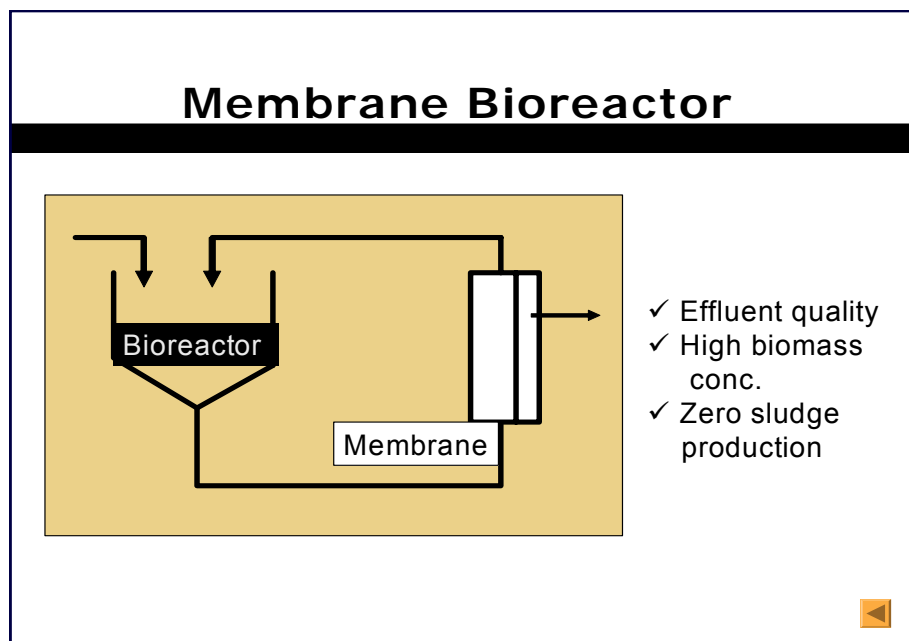 Membrane Bioreactor
Bioreactor
Membrane
✓ Effluent quality
✓ High biomass
conc.
✓ Zero sludge
production